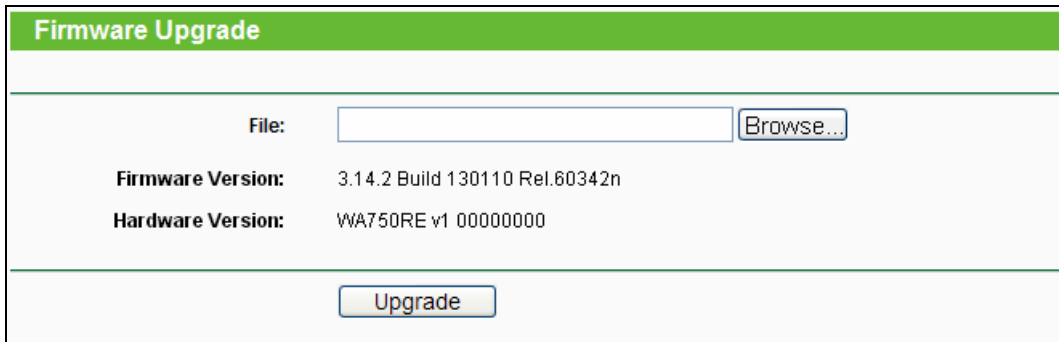 Firmware Upgrade
File: Browse...
Firmware Version: 3.14.2 Build 130110 Rel.60342n
Hardware Version: WA750RE v1 00000000
Upgrade